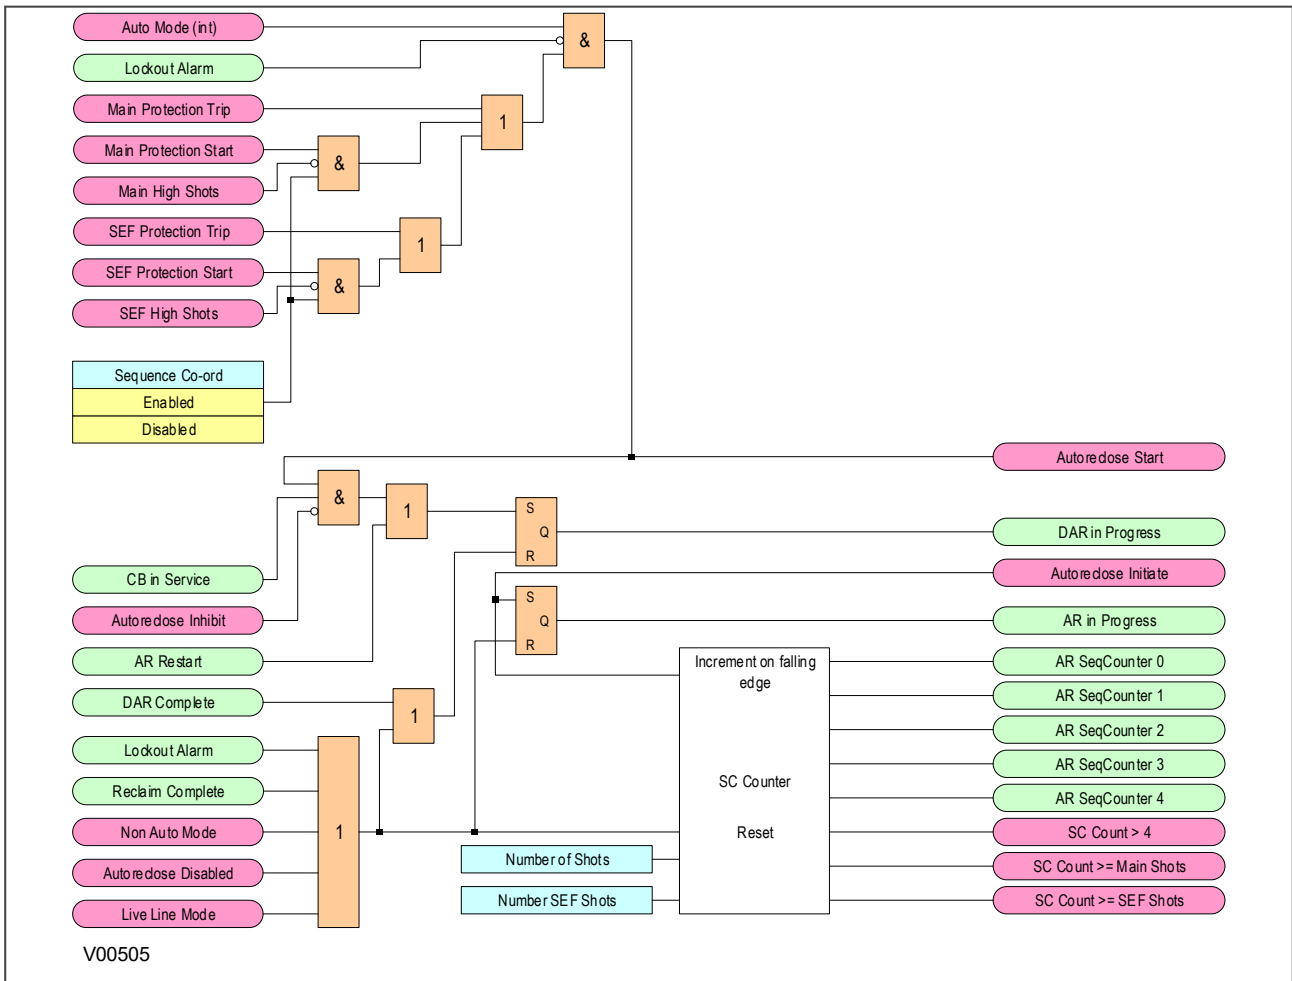 Auto Mode (int)
&
Lockout Alarm
Main Protection Trip
1
Main Protection Start
&
Main High Shots
SEF Protection Trip
1
SEF Protection Start
&
SEF High Shots
Sequence Co-ord
Enabled
Disabled
Autoreclose Start
&
1
S
Q
R
DAR in Progress
CB in Service
Autoreclose Initiate
Autoreclose Inhibit
S
Q
R
AR in Progress
AR Restart
Increment on falling
edge
AR SeqCounter 0
DAR Complete
1
AR SeqCounter 1
AR SeqCounter 2
Lockout Alarm
AR SeqCounter 3
Reclaim Complete
SC Counter
AR SeqCounter 4
Non Auto Mode
1
Reset
SC Count > 4
Number of Shots
SC Count >= Main Shots
Autoreclose Disabled
Number SEF Shots
SC Count >= SEF Shots
Live Line Mode
V00505